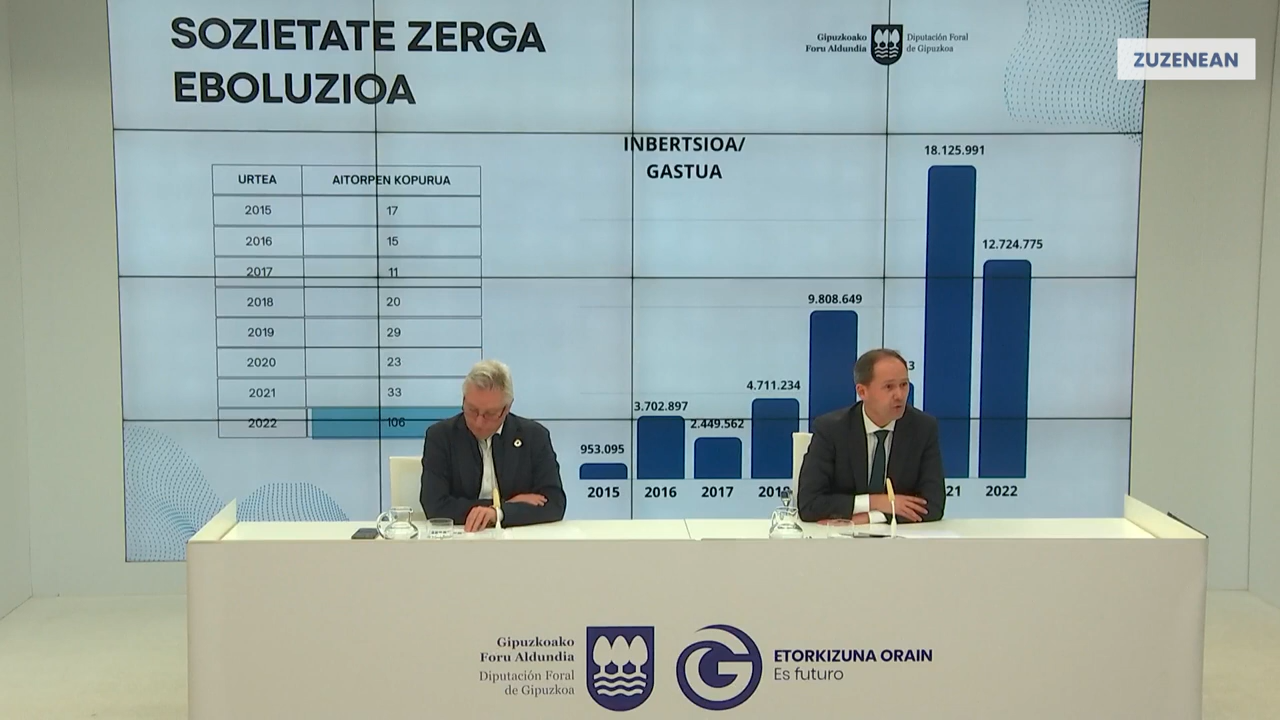 SOZIETATE ZERGA
EBOLUZIOA
Gipuzkoako
Foru Aldundia
Diputación Foral
de Gipuzkoa
ZUZENEAN
URTEA AITORPEN KOPURUA
2015 17
2016 15
2017 11
2018 20
2019 29
2020 23
2021 33
2022 106
INBERTSIOA/
GASTUA
953.095
3.702.897
2.449.562
4.711.234
9.808.649
3
18.125.991
12.724.775
2015 2016 2017 201 21 2022
Gipuzkoako
Foru Aldundia
Diputación Foral
de Gipuzkoa
G
ETORKIZUNA ORAIN
Es futuro